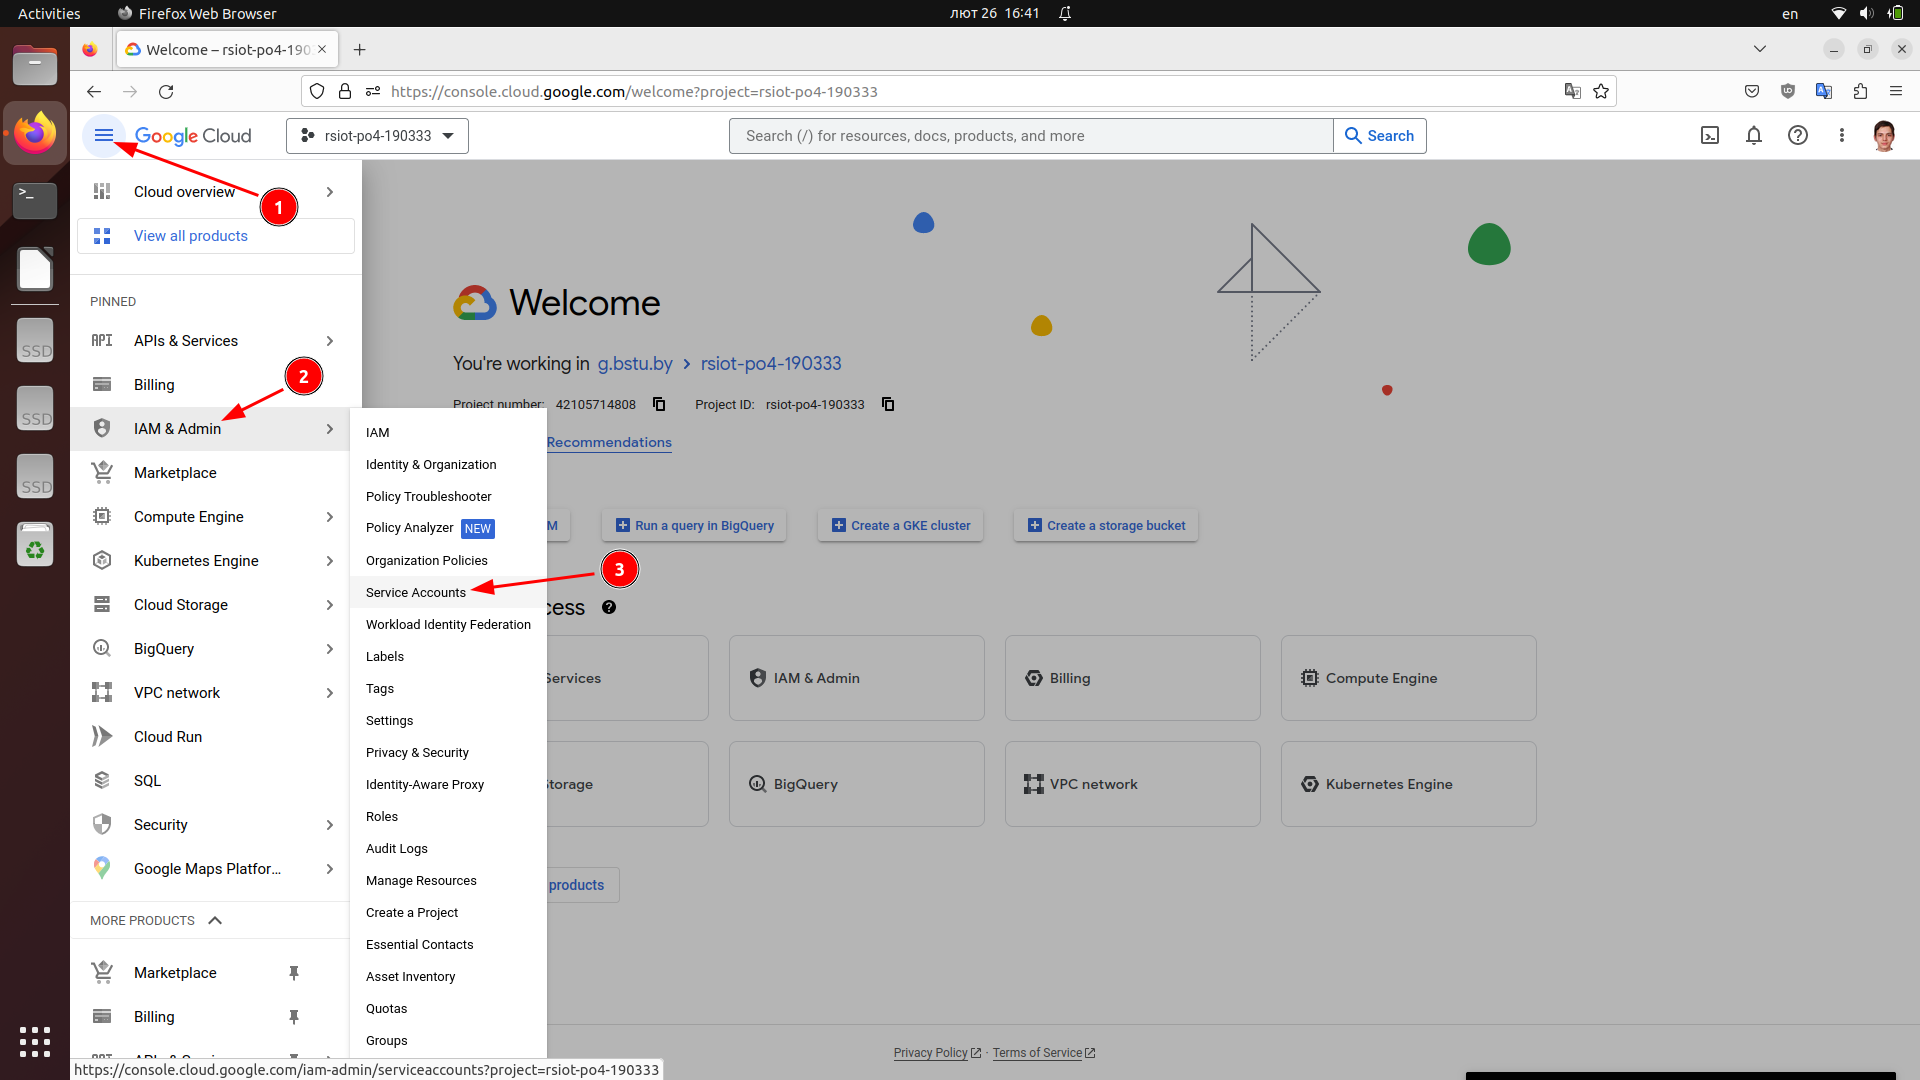 Activities
Firefox Web Browser
лют 26 16:41
en
Welcome – rsiot-po4-190
https://console.cloud.google.com/welcome?project=rsiot-po4-190333
Google Cloud
rsiot-po4-190333
Search (/) for resources, docs, products, and more
Search
Cloud overview
1
View all products
PINNED
APIs & Services
2
Billing
IAM & Admin
Marketplace
Compute Engine
Kubernetes Engine
Cloud Storage
BigQuery
VPC network
Cloud Run
SQL
Security
Google Maps Platfor...
MORE PRODUCTS
Marketplace
Billing
IAM
Identity & Organization
Policy Troubleshooter
Policy Analyzer NEW
Organization Policies
Service Accounts
3
Workload Identity Federation
Labels
Tags
Settings
Privacy & Security
Identity-Aware Proxy
Roles
Audit Logs
Manage Resources
Create a Project
Essential Contacts
Asset Inventory
Quotas
Groups
Welcome
You're working in g.bstu.by > rsiot-po4-190333
Project number: 42105714808 Project ID: rsiot-po4-190333
Recommendations
M
Run a query in BigQuery
Create a GKE cluster
Create a storage bucket
cess
Services
IAM & Admin
Billing
Compute Engine
Storage
BigQuery
VPC network
Kubernetes Engine
products
Privacy Policy · Terms of Service
https://console.cloud.google.com/iam-admin/serviceaccounts?project=rsiot-po4-190333
SSD
SSD
SSD
API